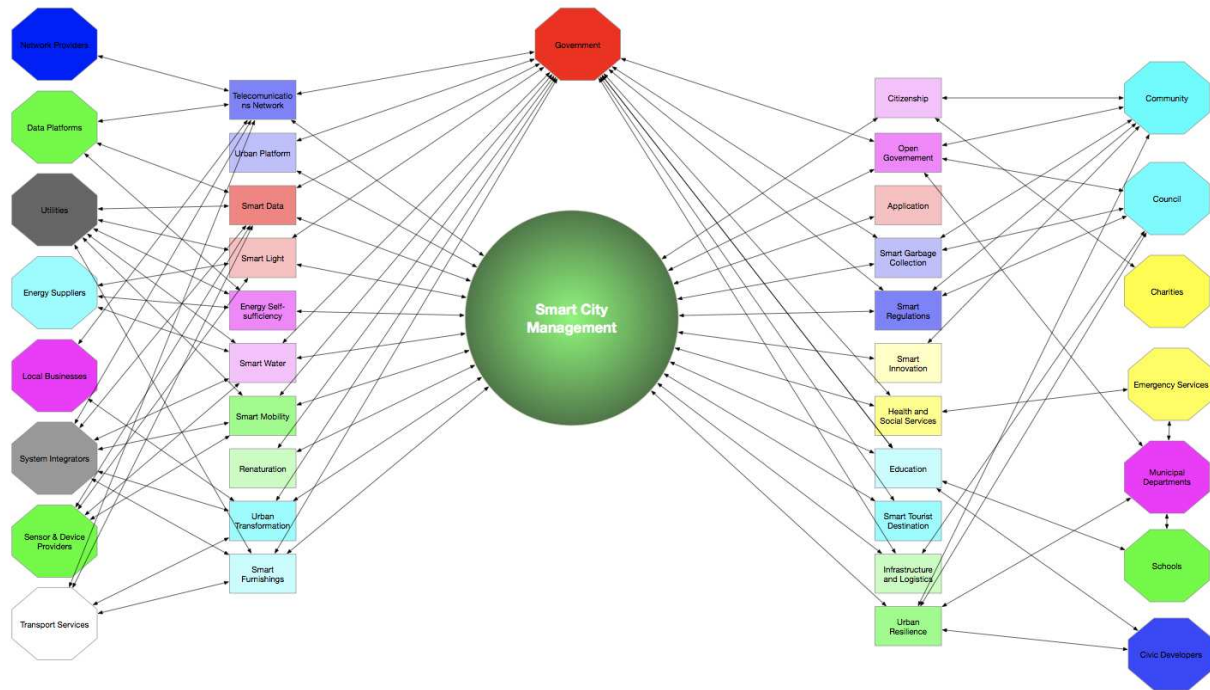 Network Providers
Data Platforms
Utilities
Energy Suppliers
Local Businesses
System Integrators
Sensor & Device
Providers
Transport Services
Telecomunicatio
ns Network
Urban Platform
Smart Data
Smart Light
Energy Self-
sufficiency
Smart Water
Smart Mobility
Renaturation
Urban
Transformation
Smart
Furnishings
Government
Smart City
Management
Citizenship
Open
Governement
Application
Smart Garbage
Collection
Smart
Regulations
Smart
Innovation
Health and
Social Services
Education
Smart Tourist
Destination
Infrastructure
and Logistics
Urban
Resilience
Community
Council
Charities
Emergency Services
Municipal
Departments
Schools
Civic Developers